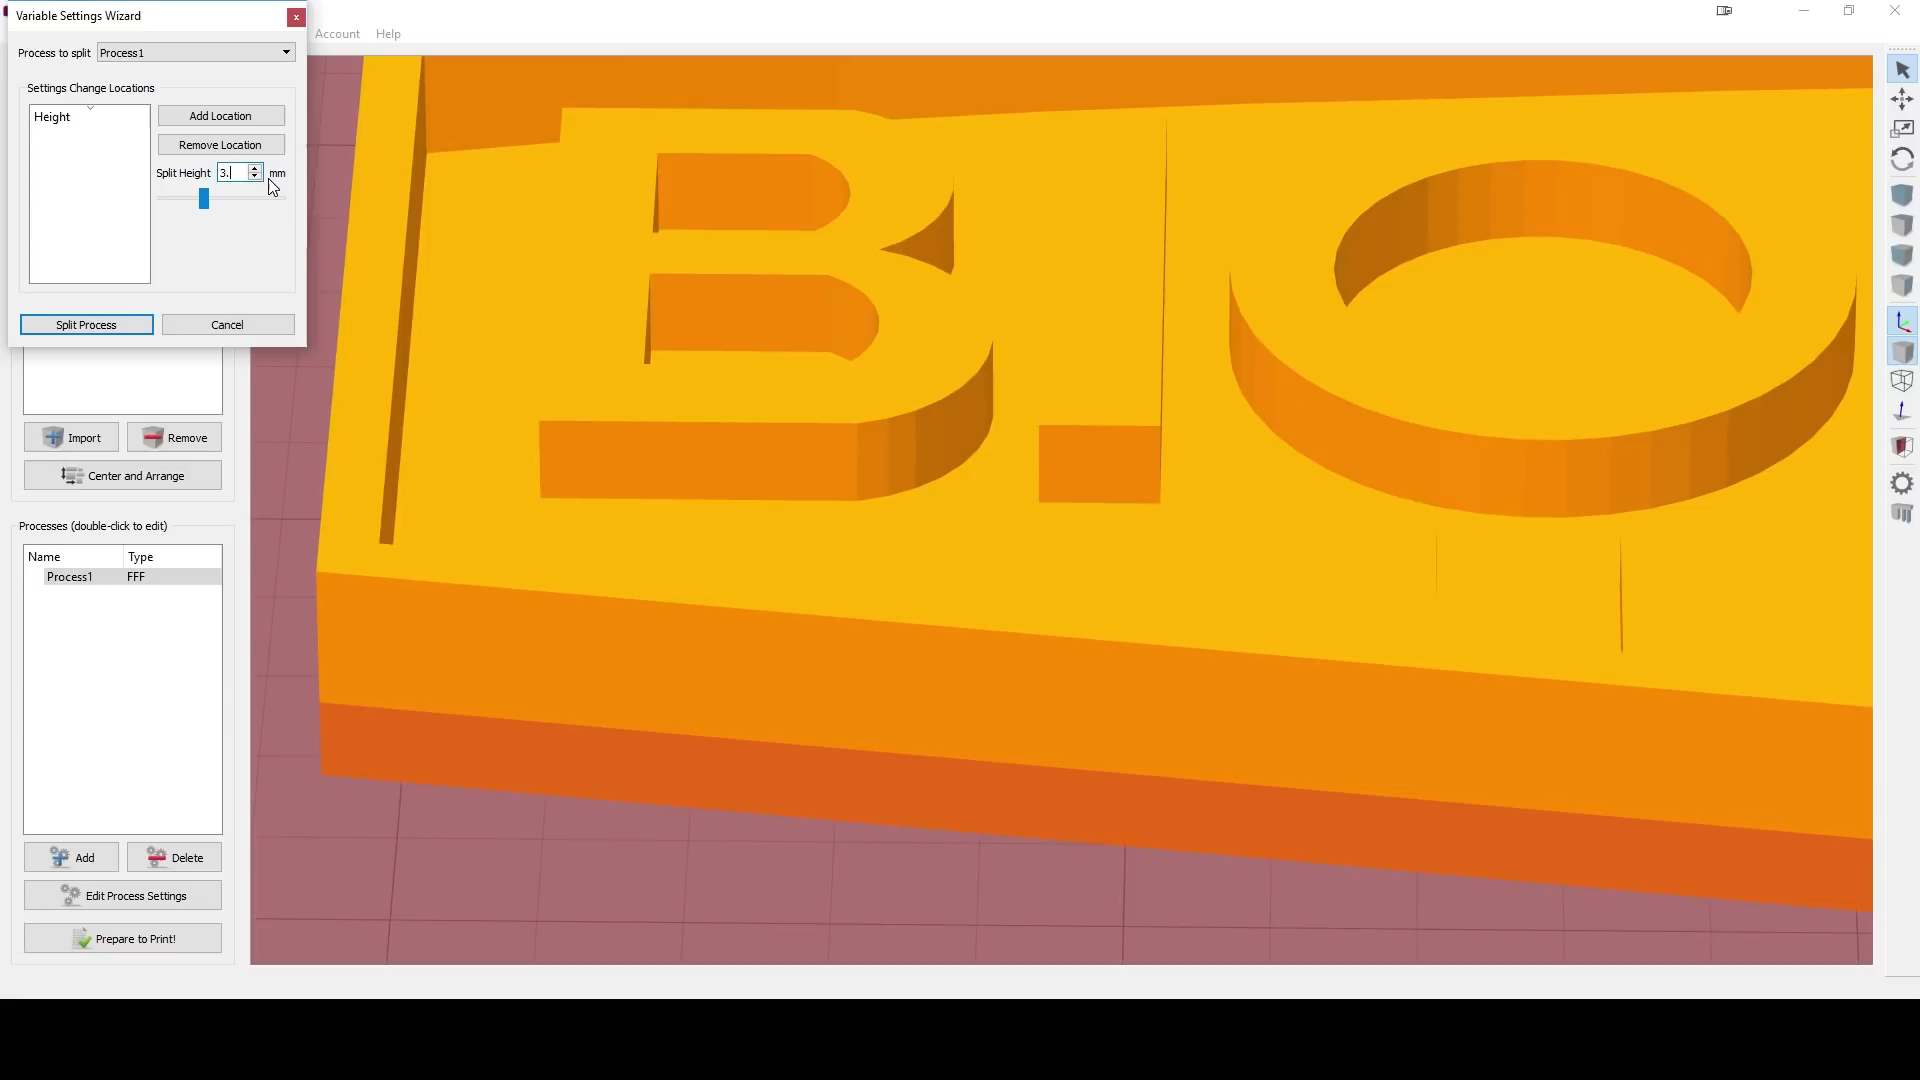 Variable Settings Wizard
x
Account Help
Process to split Process1
Settings Change Locations
Height
Add Location
Remove Location
Split Height 3. mm
Split Process
Cancel
Import
Remove
Center and Arrange
Processes (double-click to edit)
Name Type
Process1 FFF
Add
Delete
Edit Process Settings
Prepare to Print!
B.O